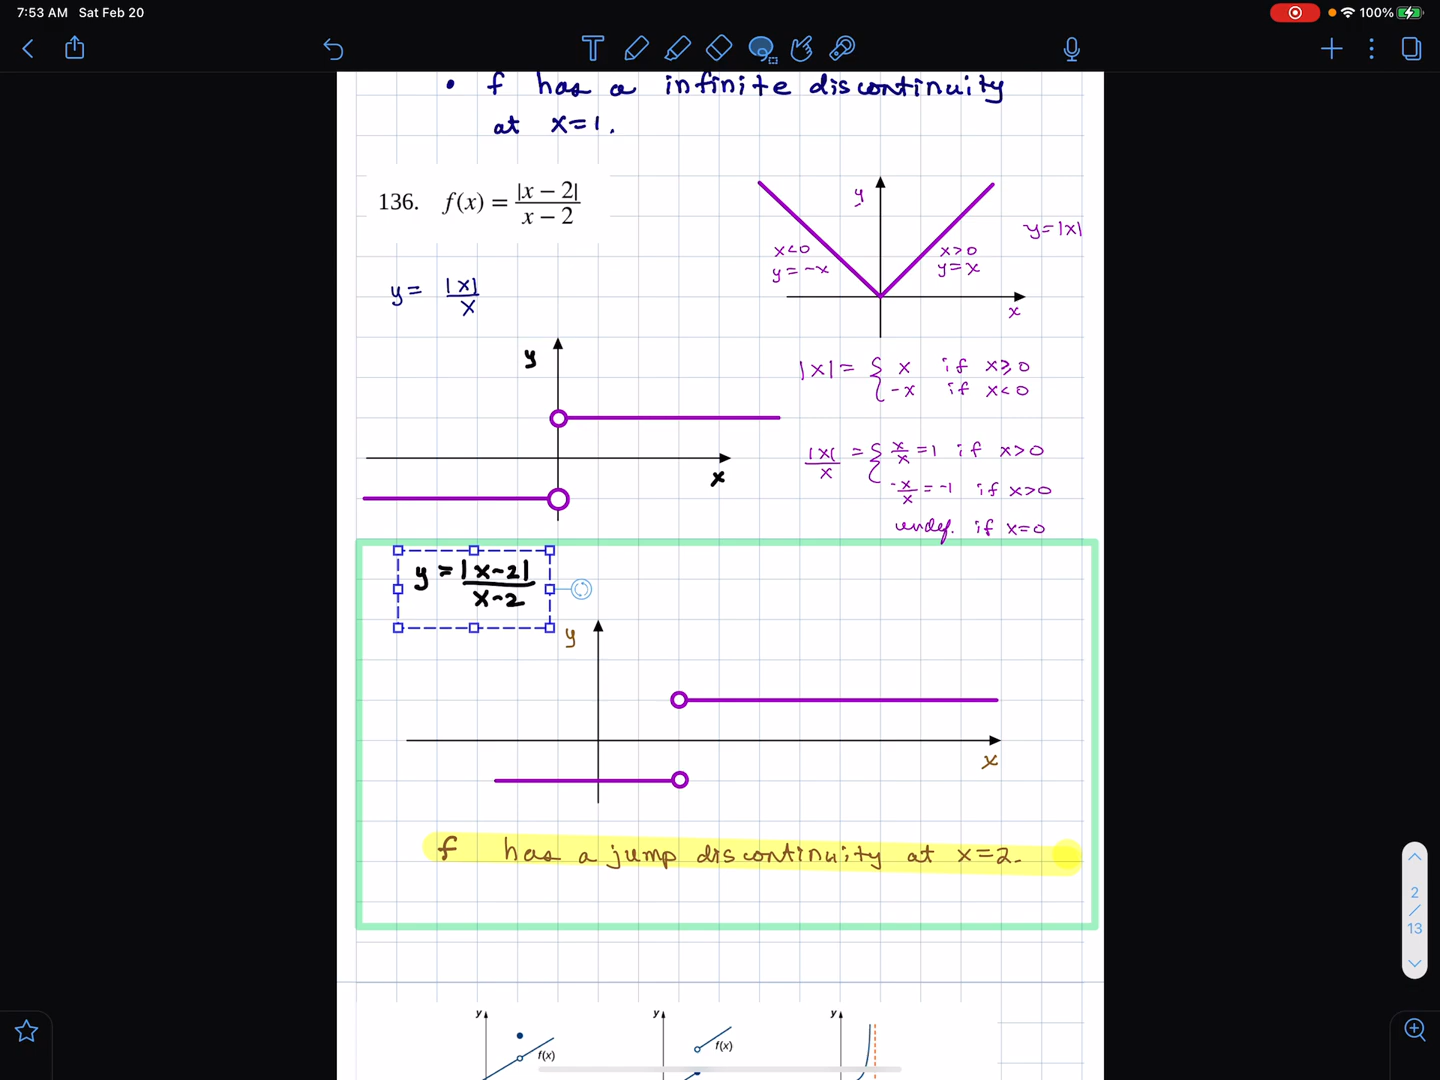 7:53 AM Sat Feb 20
100%
T
• f has a infinite discontinuity
at x=1.
136. f(x) = |x − 2| / x − 2
y
y=|x|
x<0
y=-x
x>0
y=x
x
y= |x| / x
y
x
|x|= { x if x≥0
-x if x<0
|x| / x = { x/x =1 if x>0
-x/x =-1 if x>0
undef. if x=0
y = |x-2| / x-2
y
x
f has a jump discontinuity at x=2.
2
/
13
y
f(x)
y
f(x)
y